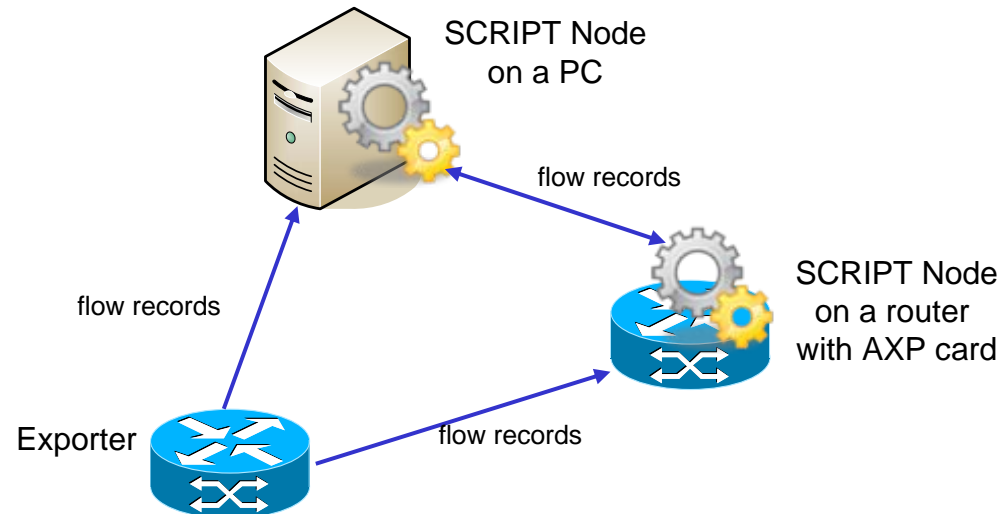 SCRIPT Node
on a PC
flow records
SCRIPT Node
on a router
with AXP card
flow records
Exporter
flow records